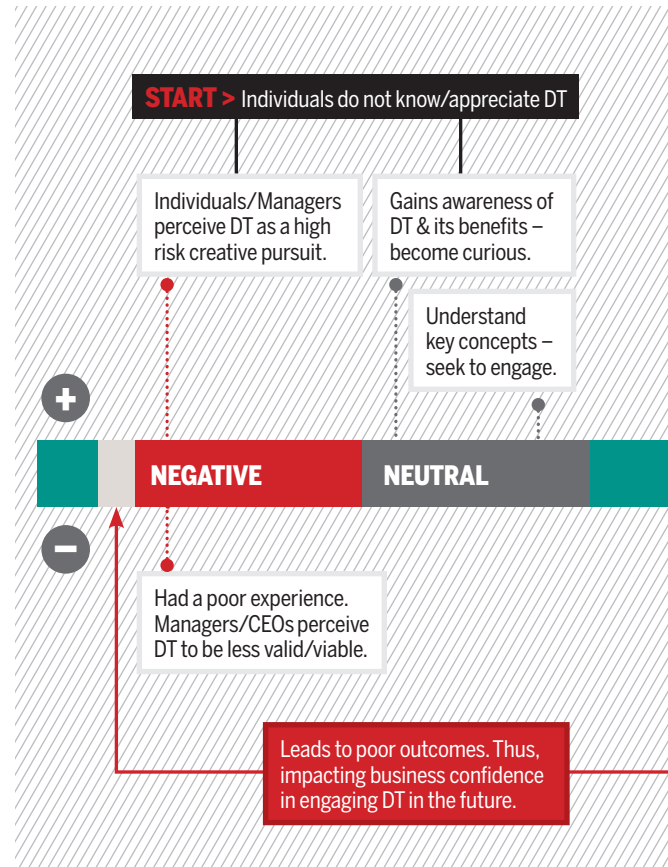 START > Individuals do not know/appreciate DT
Individuals/Managers
perceive DT as a high
risk creative pursuit.
Gains awareness of
DT & its benefits –
become curious.
Understand
key concepts –
seek to engage.
+
NEGATIVE
NEUTRAL
–
Had a poor experience.
Managers/CEOs perceive
DT to be less valid/viable.
Leads to poor outcomes. Thus,
impacting business confidence
in engaging DT in the future.